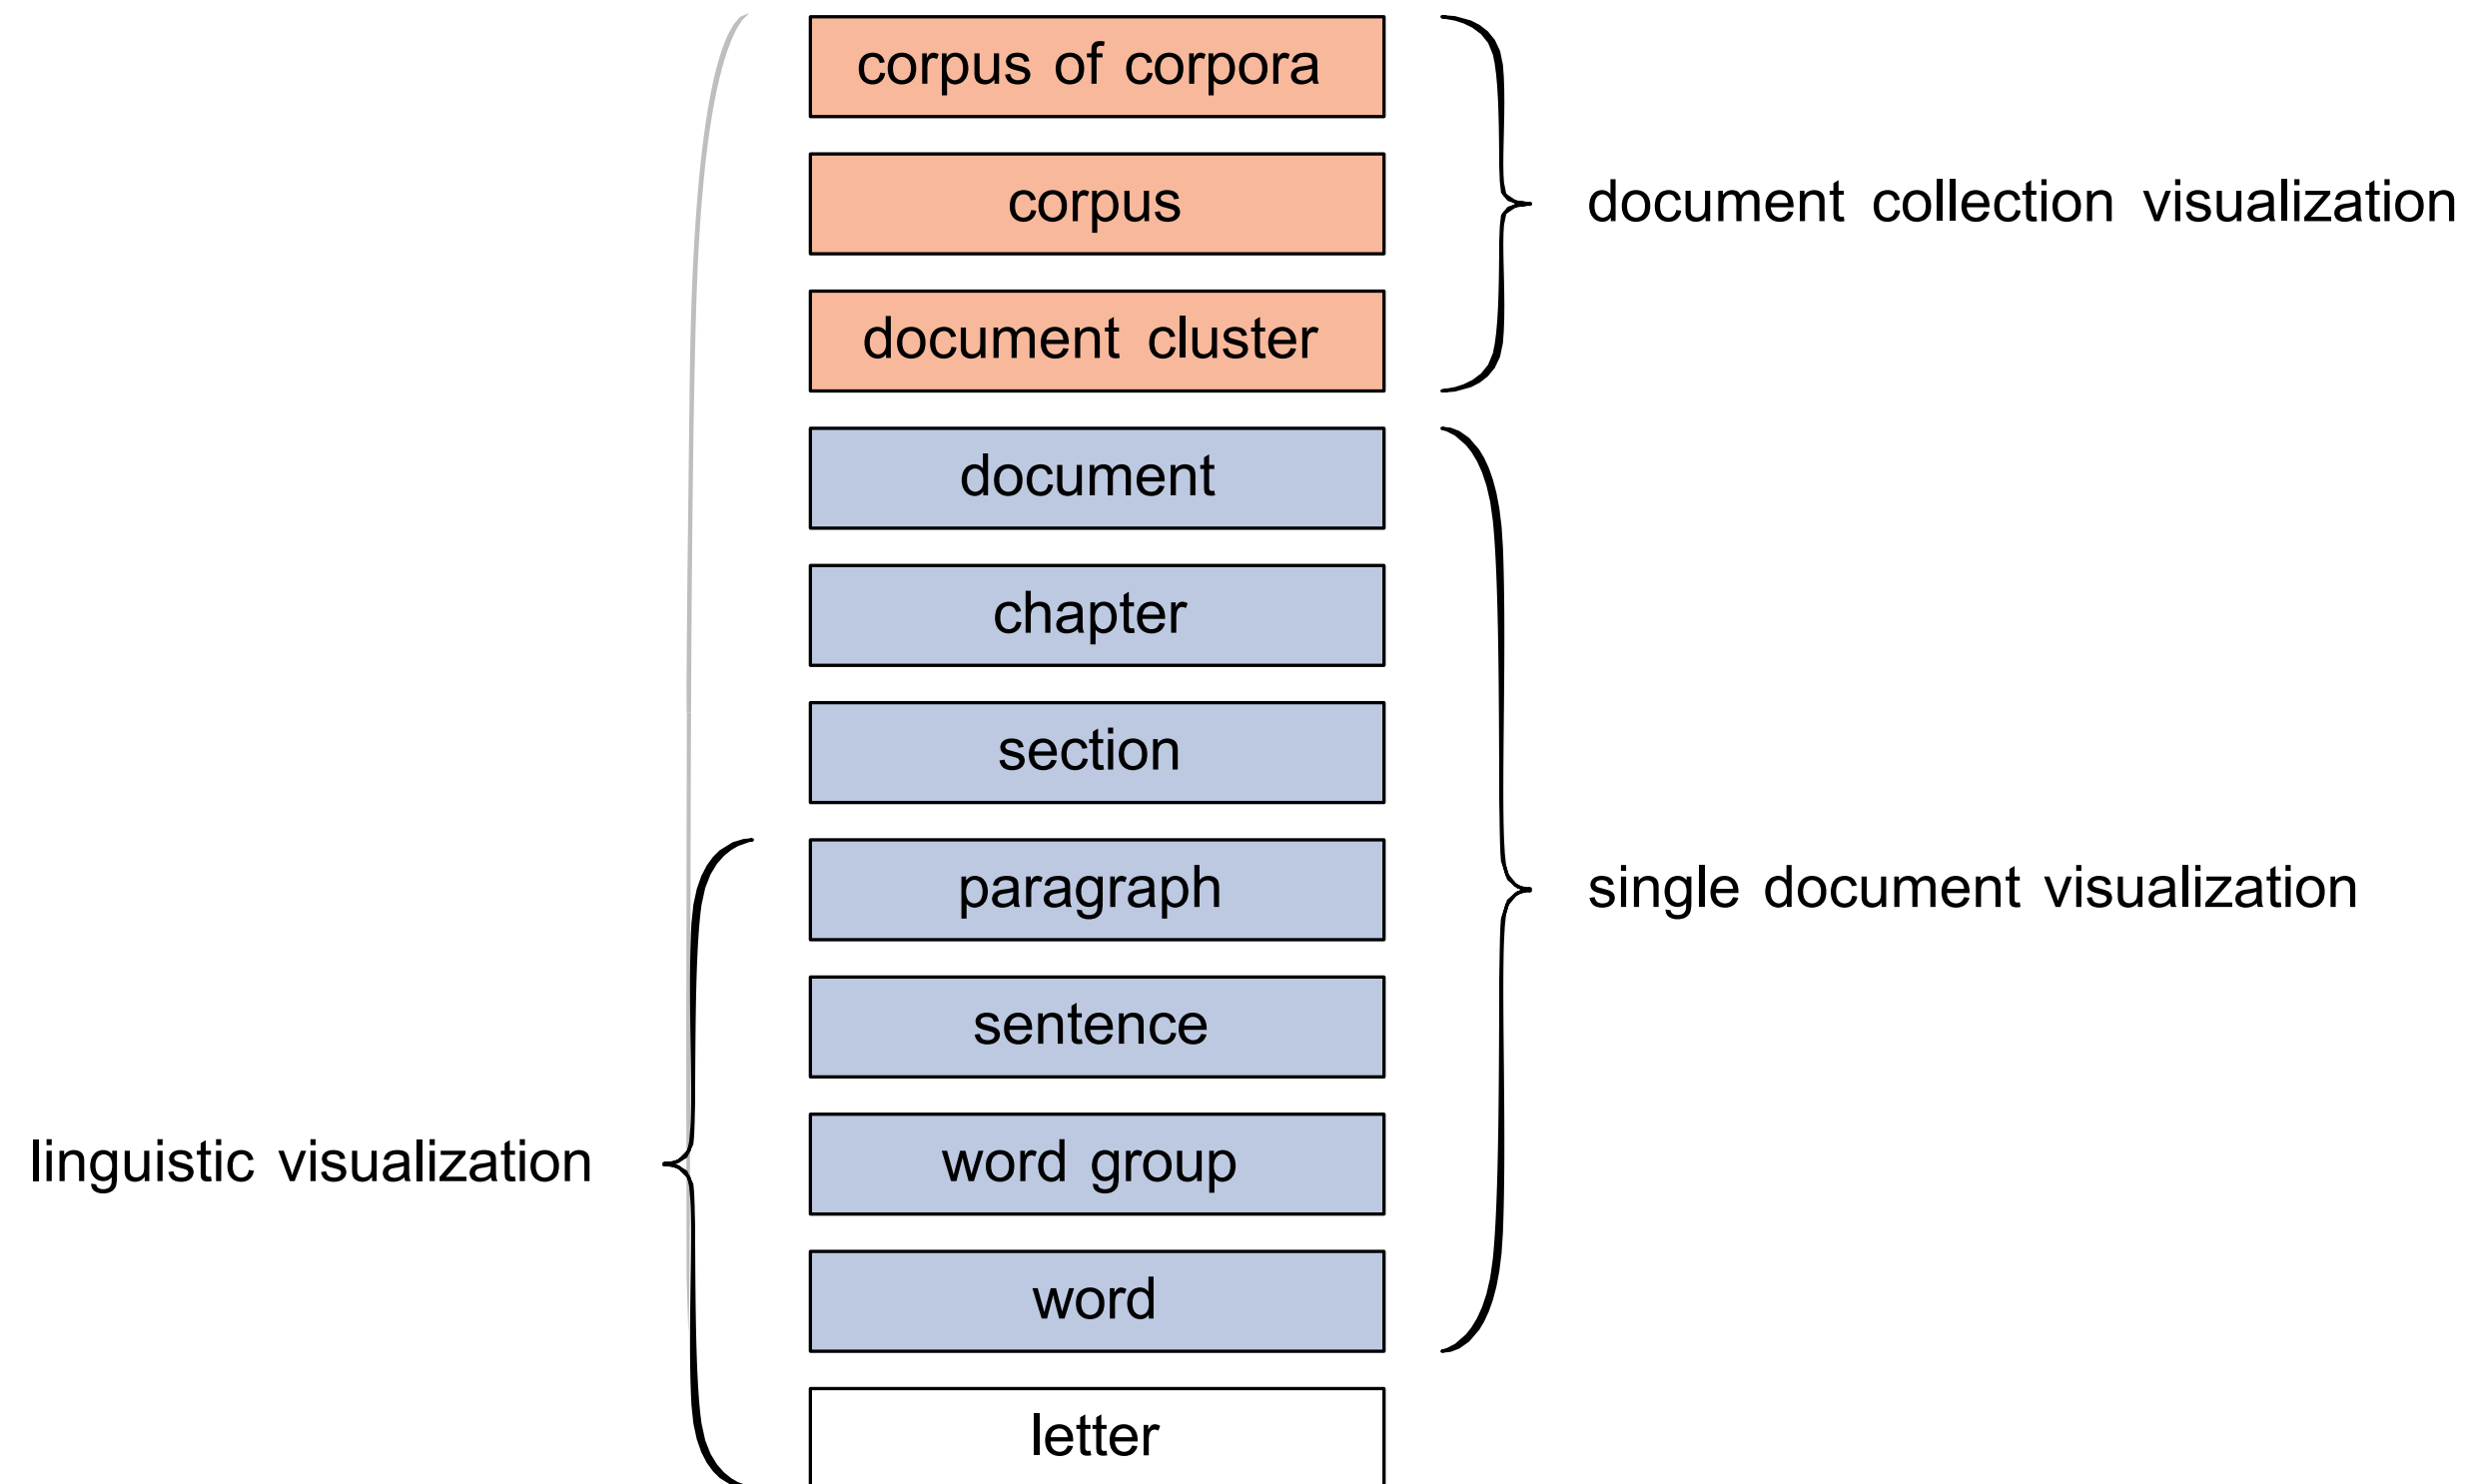 corpus of corpora
corpus
document collection visualization
document cluster
document
chapter
section
paragraph
single document visualization
sentence
word group
linguistic visualization
word
letter